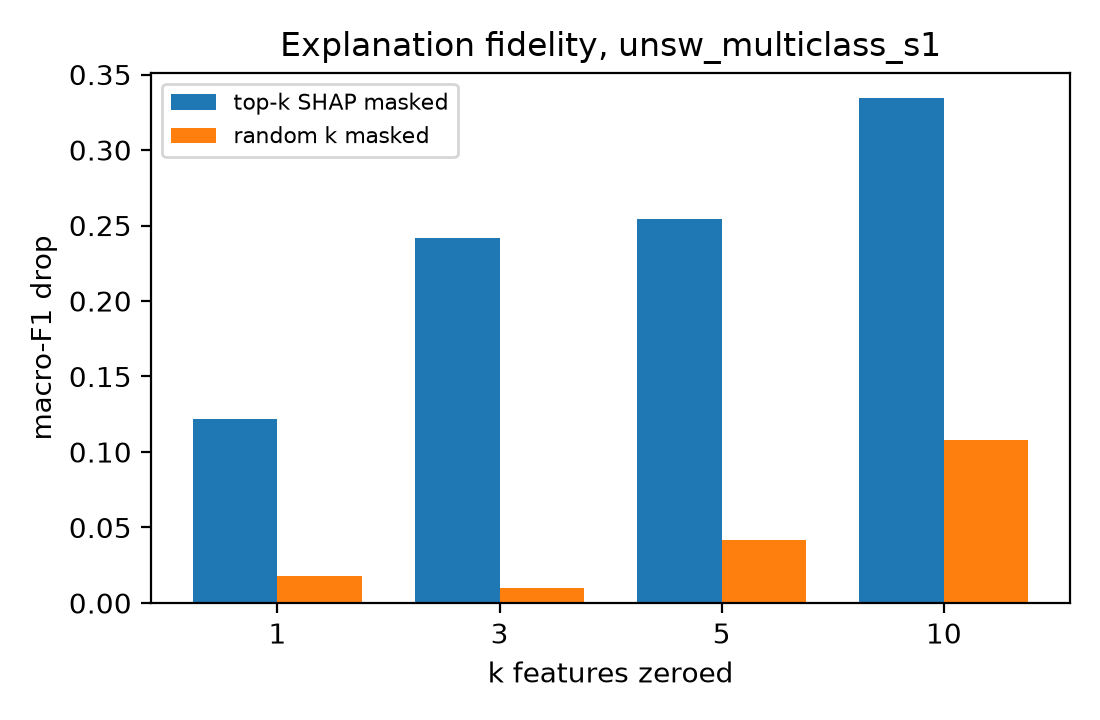 Explanation fidelity, unsw_multiclass_s1
top-k SHAP masked
random k masked
macro-F1 drop
0.35
0.30
0.25
0.20
0.15
0.10
0.05
0.00
1 3 5 10
k features zeroed